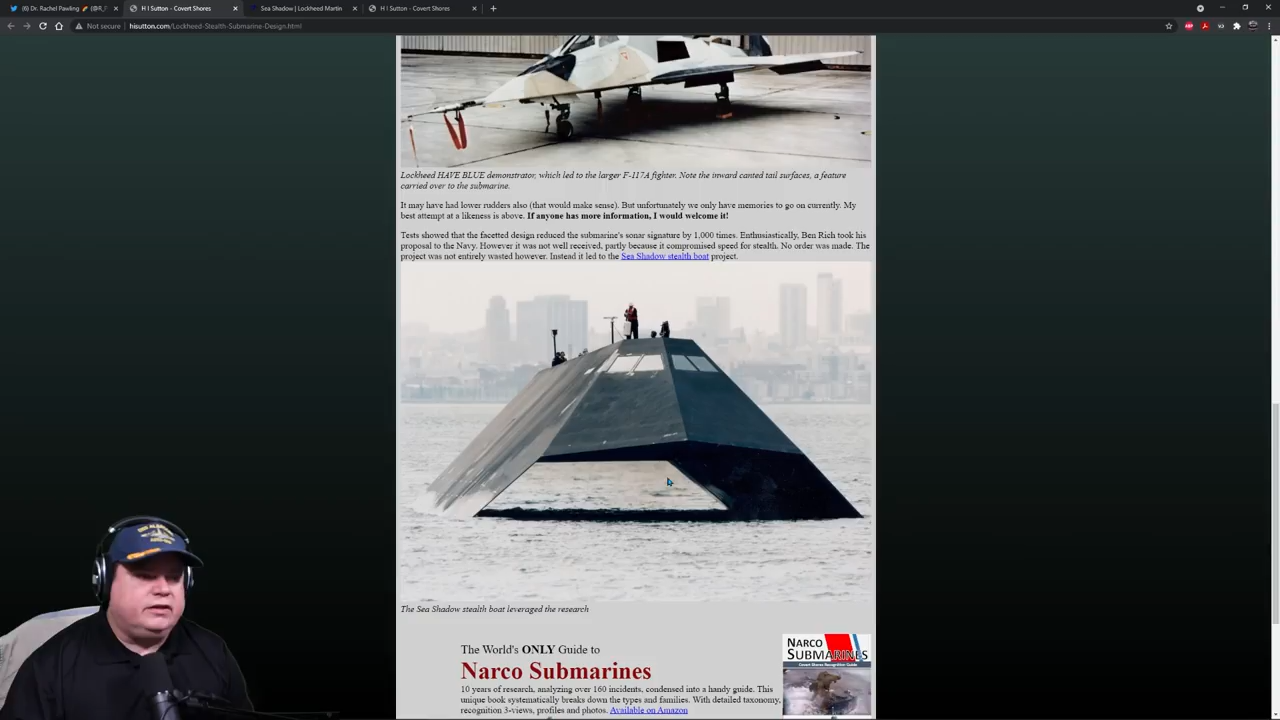 (6) Dr. Rachel Pawling
H I Sutton - Covert Shores
Sea Shadow | Lockheed Martin
H I Sutton - Covert Shores
Not secure
hisutton.com/Lockheed-Stealth-Submarine-Design.html
Lockheed HAVE BLUE demonstrator, which led to the larger F-117A fighter. Note the inward canted tail surfaces, a feature
carried over to the submarine.
It may have had lower rudders also (that would make sense). But unfortunately we only have memories to go on currently. My
best attempt at a likeness is above. If anyone has more information, I would welcome it!
Tests showed that the facetted design reduced the submarine's sonar signature by 1,000 times. Enthusiastically, Ben Rich took his
proposal to the Navy. However it was not well received, partly because it compromised speed for stealth. No order was made. The
project was not entirely wasted however. Instead it led to the Sea Shadow stealth boat project.
The Sea Shadow stealth boat leveraged the research
The World's ONLY Guide to
Narco Submarines
10 years of research, analyzing over 160 incidents, condensed into a handy guide. This
unique book systematically breaks down the types and families. With detailed taxonomy,
recognition 3-views, profiles and photos. Available on Amazon
NARCO
SUBMARINES
Covert Shores Recognition Guide